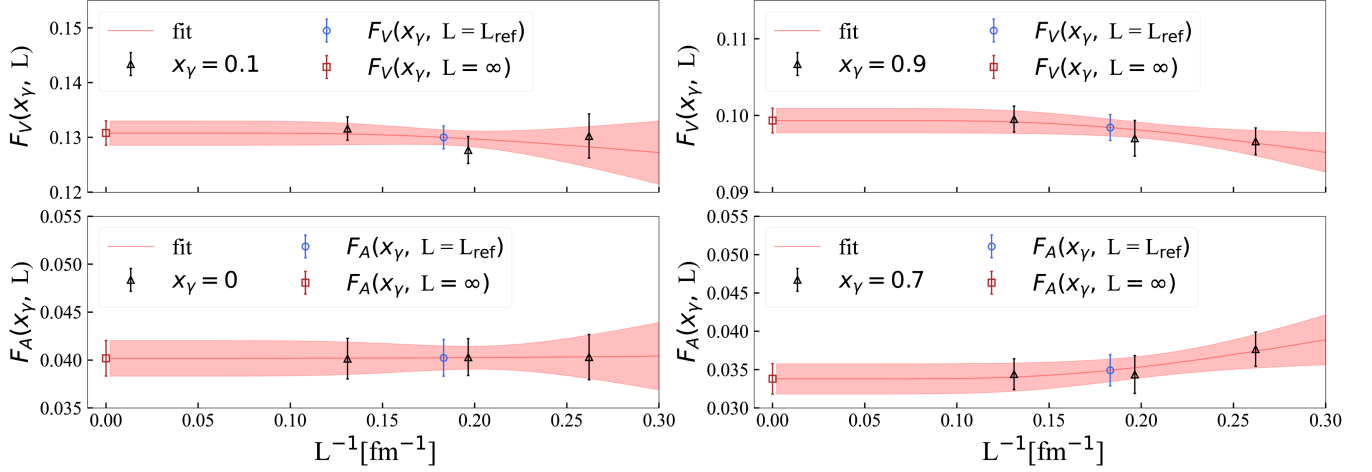 0.15
0.14
0.13
0.12
F_V(x_γ, L)
fit
x_γ = 0.1
F_V(x_γ, L = L_ref)
F_V(x_γ, L = ∞)
0.11
0.10
0.09
F_V(x_γ, L)
fit
x_γ = 0.9
F_V(x_γ, L = L_ref)
F_V(x_γ, L = ∞)
0.055
0.050
0.045
0.040
0.035
F_A(x_γ, L)
fit
x_γ = 0
F_A(x_γ, L = L_ref)
F_A(x_γ, L = ∞)
0.00 0.05 0.10 0.15 0.20 0.25 0.30
L⁻¹[fm⁻¹]
0.055
0.050
0.045
0.040
0.035
0.030
F_A(x_γ, L)
fit
x_γ = 0.7
F_A(x_γ, L = L_ref)
F_A(x_γ, L = ∞)
0.00 0.05 0.10 0.15 0.20 0.25 0.30
L⁻¹[fm⁻¹]